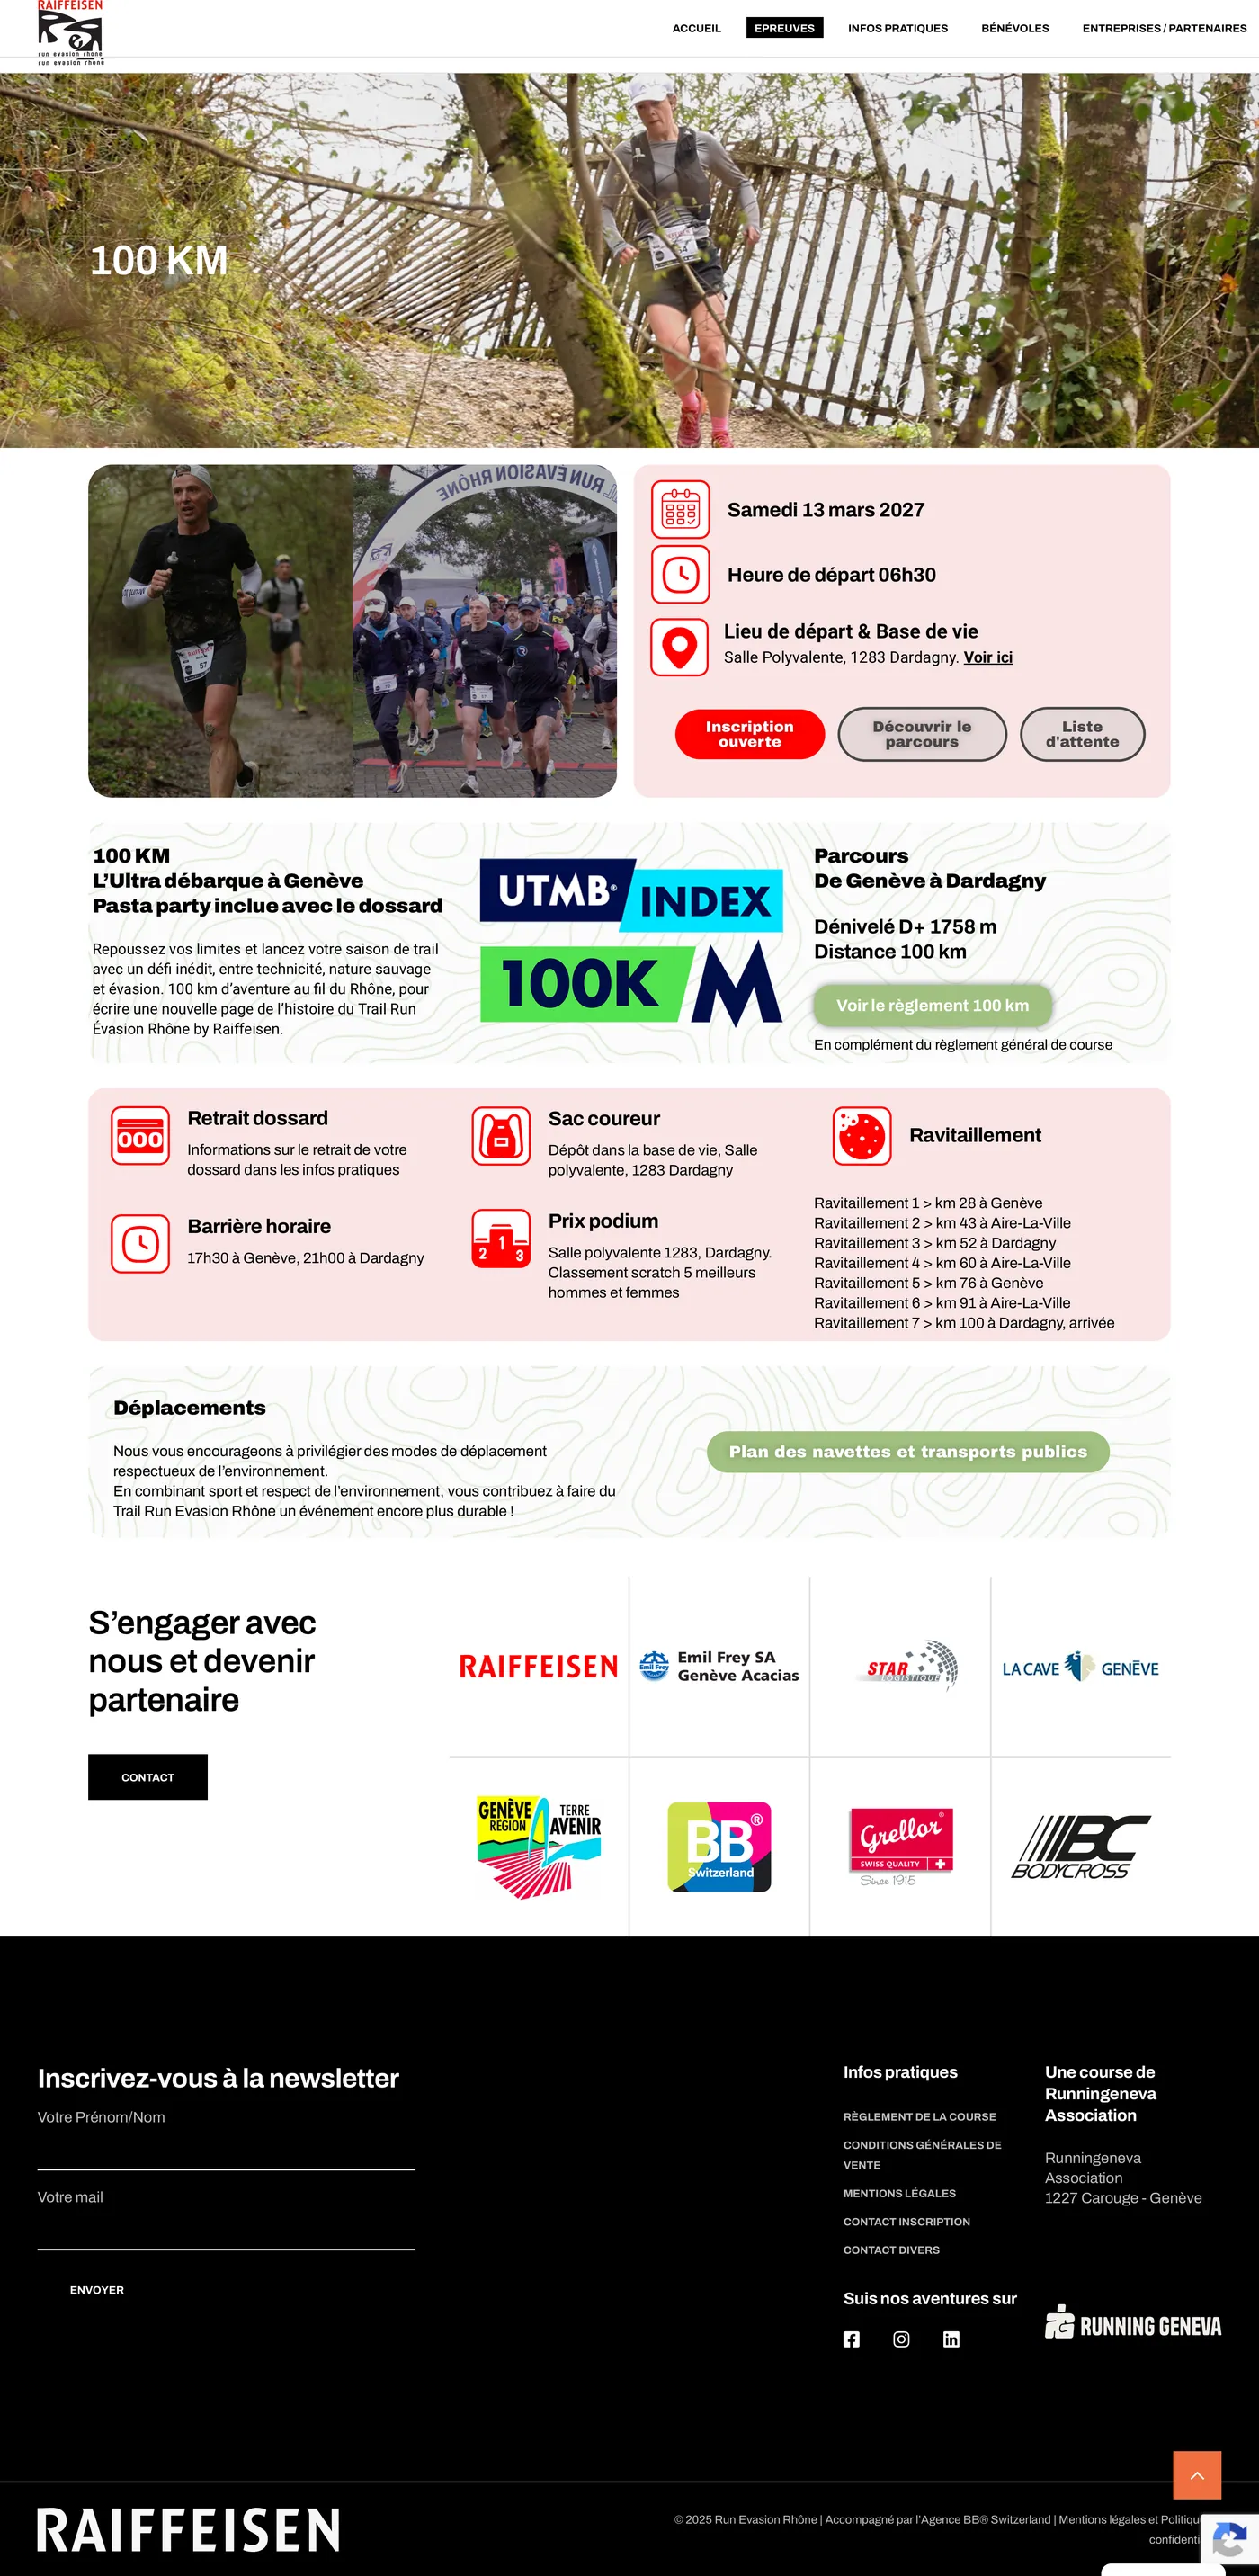 RAIFFEISEN
run evasion rhone
run evasion rhone
ACCUEIL
EPREUVES
INFOS PRATIQUES
BÉNÉVOLES
ENTREPRISES / PARTENAIRES
100 KM
RUN ÉVASION RHÔNE
57
Samedi 13 mars 2027
Heure de départ 06h30
Lieu de départ & Base de vie
Salle Polyvalente, 1283 Dardagny. Voir ici
Inscription
ouverte
Découvrir le
parcours
Liste
d'attente
100 KM
L’Ultra débarque à Genève
Pasta party inclue avec le dossard
Repoussez vos limites et lancez votre saison de trail
avec un défi inédit, entre technicité, nature sauvage
et évasion. 100 km d’aventure au fil du Rhône, pour
écrire une nouvelle page de l’histoire du Trail Run
Évasion Rhône by Raiffeisen.
UTMB® INDEX
100K M
Parcours
De Genève à Dardagny
Dénivelé D+ 1758 m
Distance 100 km
Voir le règlement 100 km
En complément du règlement général de course
000
Retrait dossard
Informations sur le retrait de votre
dossard dans les infos pratiques
Barrière horaire
17h30 à Genève, 21h00 à Dardagny
Sac coureur
Dépôt dans la base de vie, Salle
polyvalente, 1283 Dardagny
2 1 3
Prix podium
Salle polyvalente 1283, Dardagny.
Classement scratch 5 meilleurs
hommes et femmes
Ravitaillement
Ravitaillement 1 > km 28 à Genève
Ravitaillement 2 > km 43 à Aire-La-Ville
Ravitaillement 3 > km 52 à Dardagny
Ravitaillement 4 > km 60 à Aire-La-Ville
Ravitaillement 5 > km 76 à Genève
Ravitaillement 6 > km 91 à Aire-La-Ville
Ravitaillement 7 > km 100 à Dardagny, arrivée
Déplacements
Nous vous encourageons à privilégier des modes de déplacement
respectueux de l’environnement.
En combinant sport et respect de l’environnement, vous contribuez à faire du
Trail Run Evasion Rhône un événement encore plus durable !
Plan des navettes et transports publics
S’engager avec
nous et devenir
partenaire
CONTACT
RAIFFEISEN
Emil Frey
Emil Frey SA
Genève Acacias
STAR
LOGISTIQUE
LA CAVE GENÈVE
GENÈVE
RÉGION
TERRE
AVENIR
BB®
Switzerland
Grellor®
SWISS QUALITY
Since 1915
BC
BODYCROSS
Inscrivez-vous à la newsletter
Votre Prénom/Nom
Votre mail
ENVOYER
Infos pratiques
RÈGLEMENT DE LA COURSE
CONDITIONS GÉNÉRALES DE
VENTE
MENTIONS LÉGALES
CONTACT INSCRIPTION
CONTACT DIVERS
Suis nos aventures sur
Une course de
Runningeneva
Association
Runningeneva
Association
1227 Carouge - Genève
RUNNING GENEVA
RAIFFEISEN
© 2025 Run Evasion Rhône | Accompagné par l’Agence BB® Switzerland | Mentions légales et Politiqu
confidenti